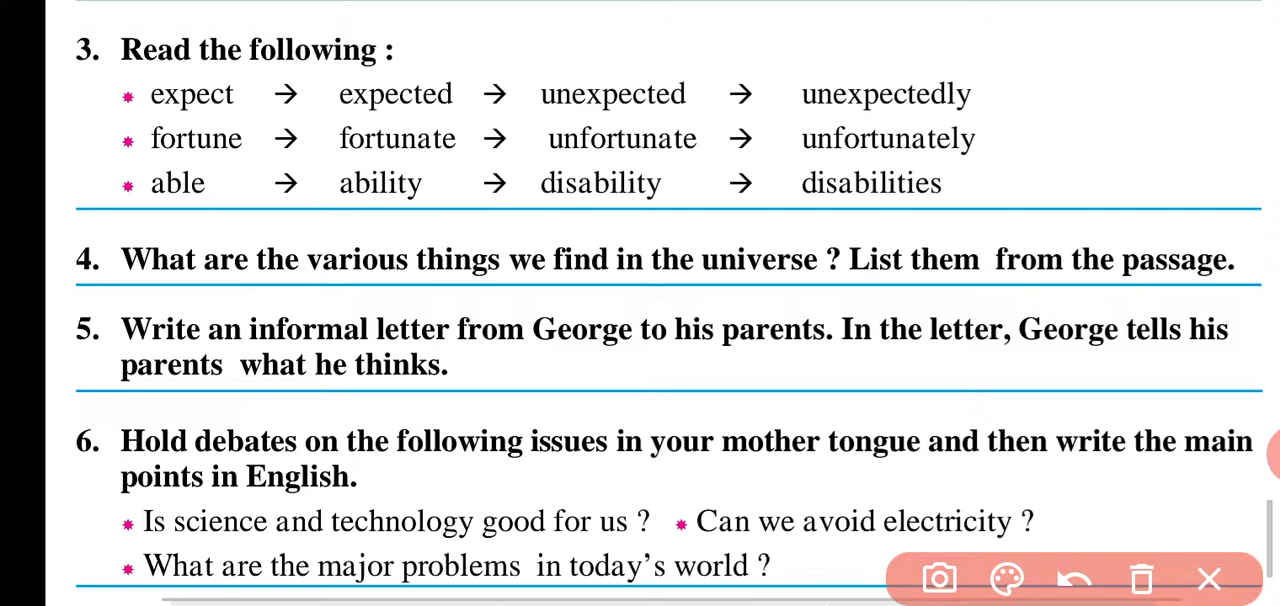 3. Read the following :
* expect → expected → unexpected → unexpectedly
* fortune → fortunate → unfortunate → unfortunately
* able → ability → disability → disabilities
4. What are the various things we find in the universe ? List them from the passage.
5. Write an informal letter from George to his parents. In the letter, George tells his
parents what he thinks.
6. Hold debates on the following issues in your mother tongue and then write the main
points in English.
* Is science and technology good for us ? * Can we avoid electricity ?
* What are the major problems in today's world ?